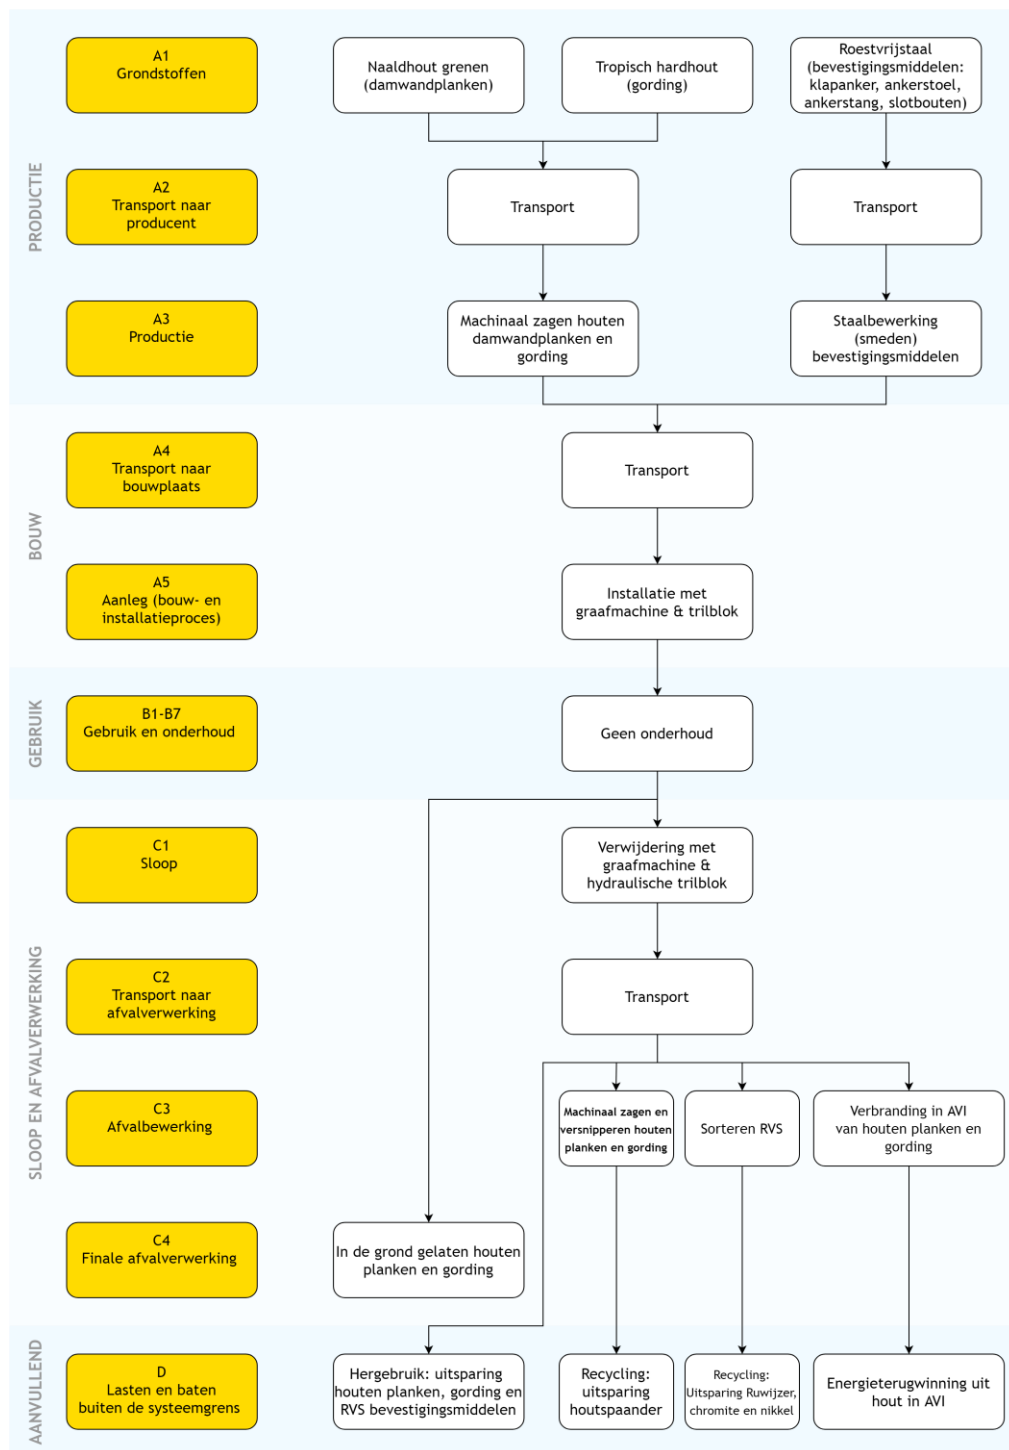 PRODUCTIE
A1
Grondstoffen
Naaldhout grenen
(damwandplanken)
Tropisch hardhout
(gording)
Roestvrijstaal
(bevestigingsmiddelen:
klapanker, ankerstoel,
ankerstang, slotbouten)
A2
Transport naar
producent
Transport
Transport
A3
Productie
Machinaal zagen houten
damwandplanken en
gording
Staalbewerking
(smeden)
bevestigingsmiddelen
BOUW
A4
Transport naar
bouwplaats
Transport
A5
Aanleg (bouw- en
installatieproces)
Installatie met
graafmachine & trilblok
GEBRUIK
B1-B7
Gebruik en onderhoud
Geen onderhoud
SLOOP EN AFVALVERWERKING
C1
Sloop
Verwijdering met
graafmachine &
hydraulische trilblok
C2
Transport naar
afvalverwerking
Transport
C3
Afvalbewerking
Machinaal zagen en
versnipperen houten
planken en gording
Sorteren RVS
Verbranding in AVI
van houten planken en
gording
C4
Finale afvalverwerking
In de grond gelaten houten
planken en gording
AANVULLEND
D
Lasten en baten
buiten de systeemgrens
Hergebruik: uitsparing
houten planken, gording en
RVS bevestigingsmiddelen
Recycling:
uitsparing
houtspaander
Recycling:
Uitsparing Ruwijzer,
chromite en nikkel
Energieterugwinning uit
hout in AVI